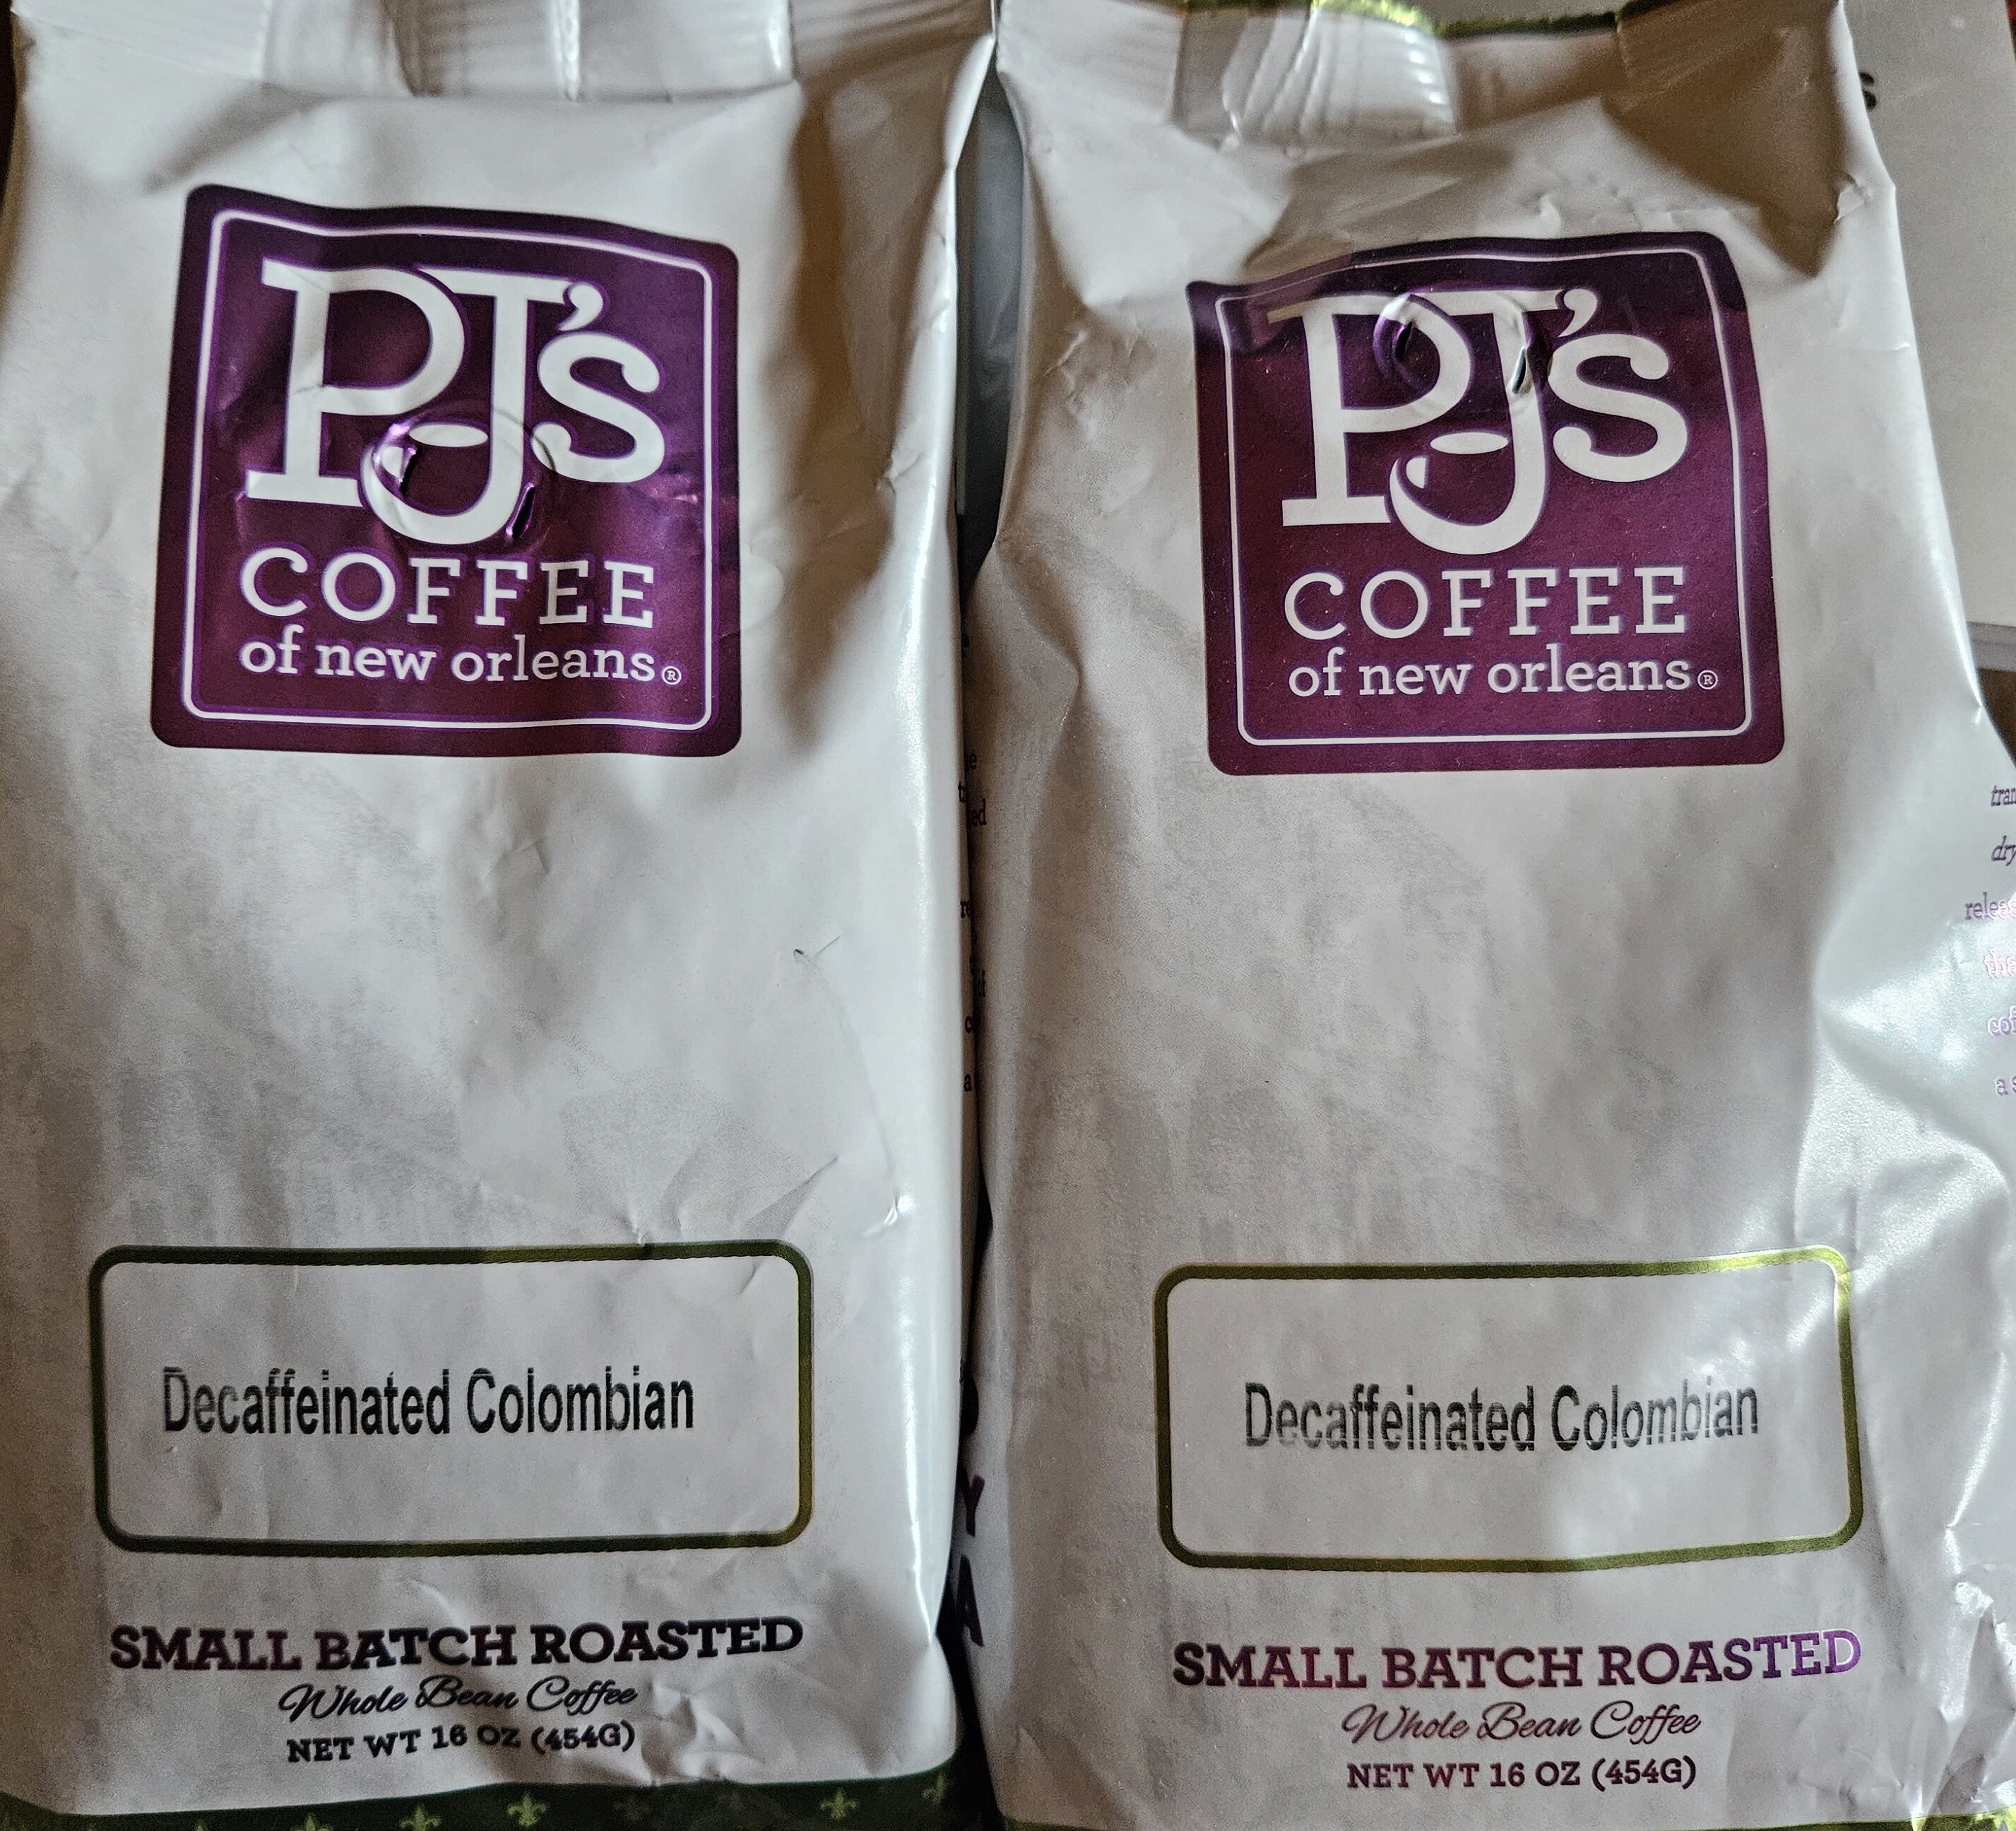 PJ's
COFFEE
of new orleans®
Decaffeinated Colombian
SMALL BATCH ROASTED
Whole Bean Coffee
NET WT 16 OZ (454G)
PJ's
COFFEE
of new orleans®
Decaffeinated Colombian
SMALL BATCH ROASTED
Whole Bean Coffee
NET WT 16 OZ (454G)